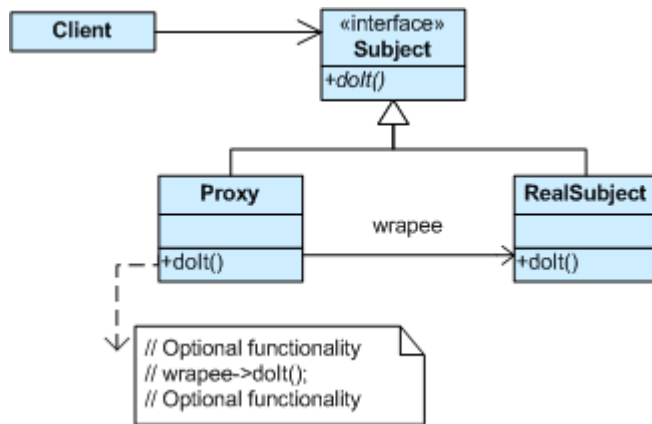 Client
«interface»
Subject
+doIt()
Proxy
RealSubject
wrapee
+doIt()
+doIt()
// Optional functionality
// wrapee->doIt();
// Optional functionality